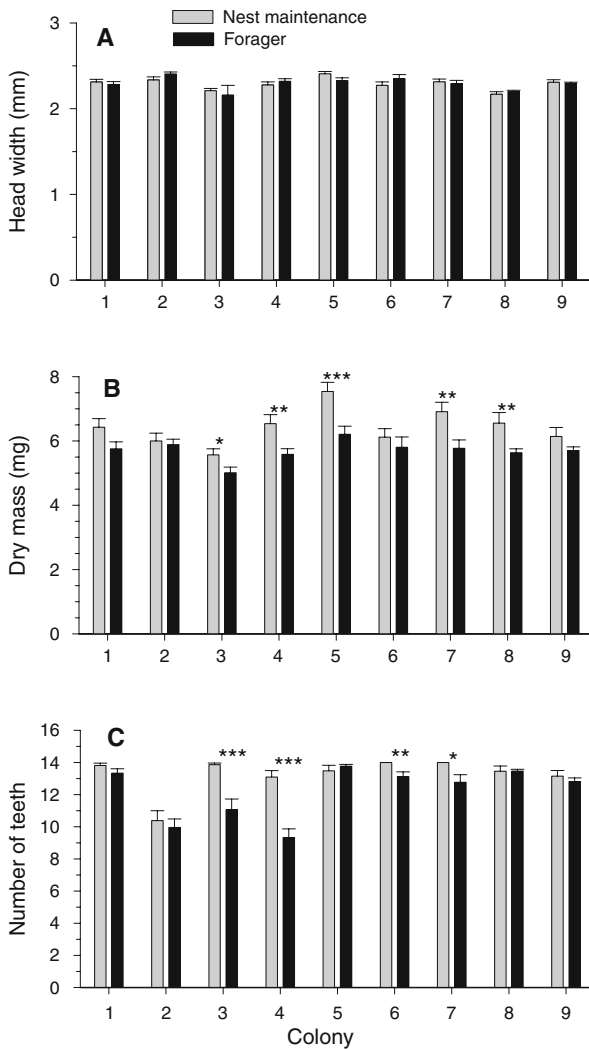 Nest maintenance
Forager
A
Head width (mm)
3
2
1
0
1 2 3 4 5 6 7 8 9
B
Dry mass (mg)
8
6
4
2
0
* ** *** ** **
1 2 3 4 5 6 7 8 9
C
Number of teeth
16
14
12
10
8
6
4
2
0
*** *** ** *
1 2 3 4 5 6 7 8 9
Colony